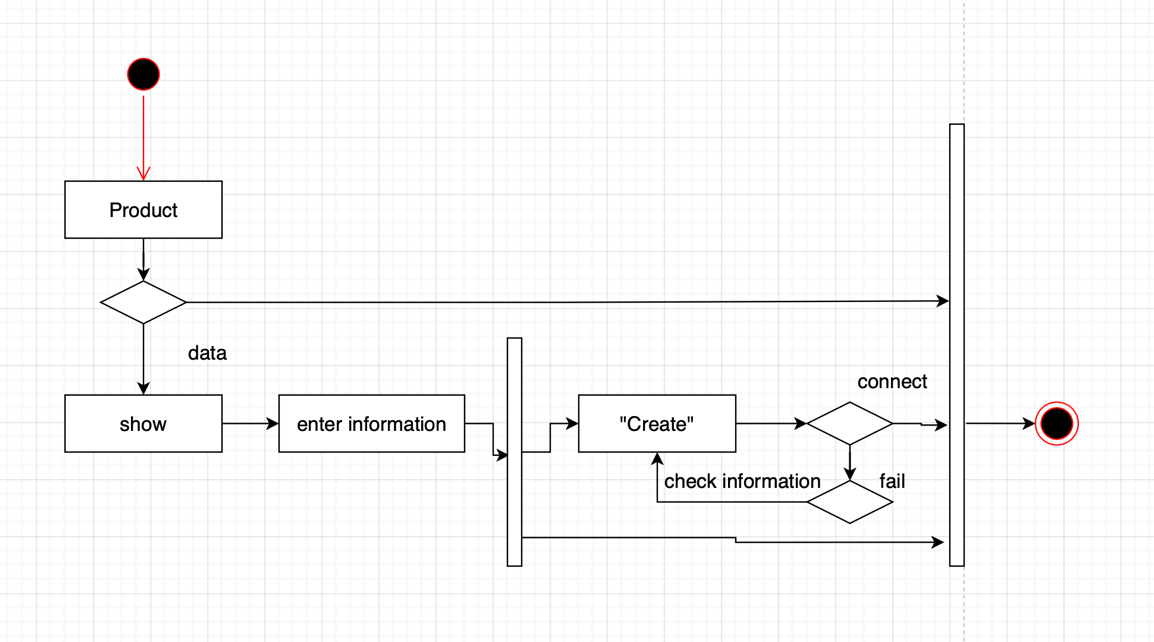 Product
data
show
enter information
"Create"
connect
check information
fail